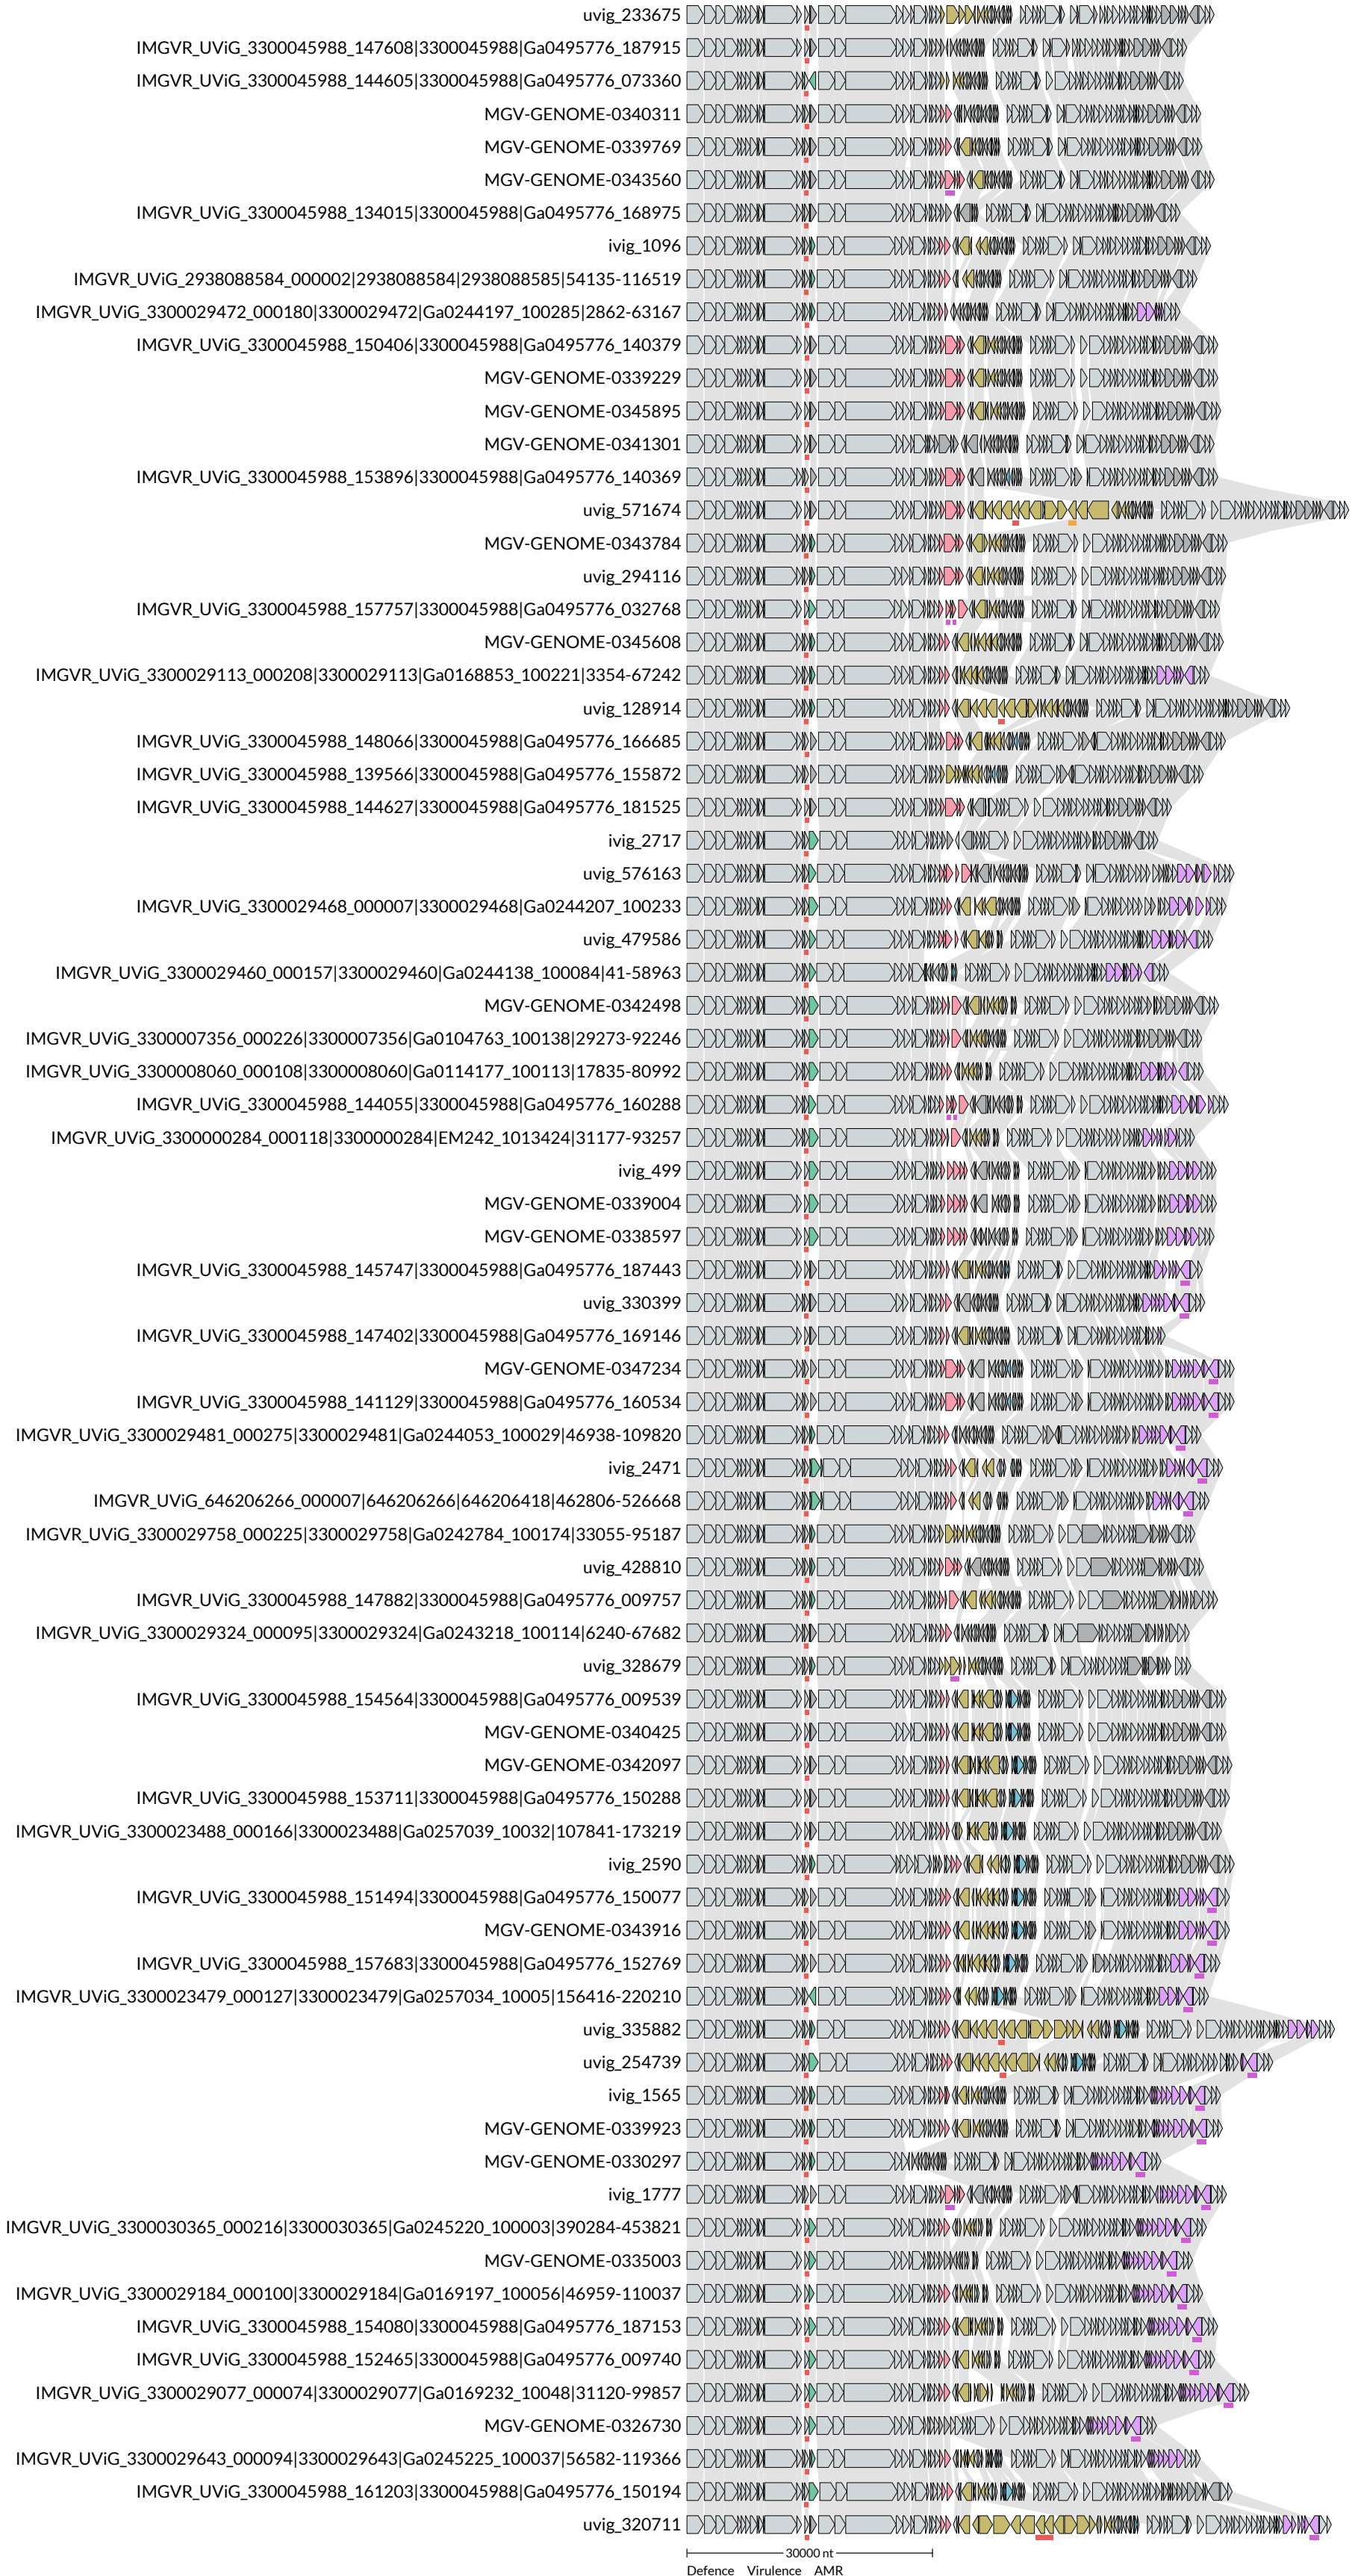 uvig_233675
IMGVR_UViG_3300045988_147608|3300045988|Ga0495776_187915
IMGVR_UViG_3300045988_144605|3300045988|Ga0495776_073360
MGV-GENOME-0340311
MGV-GENOME-0339769
MGV-GENOME-0343560
IMGVR_UViG_3300045988_134015|3300045988|Ga0495776_168975
ivig_1096
IMGVR_UViG_2938088584_000002|2938088584|2938088585|54135-116519
IMGVR_UViG_3300029472_000180|3300029472|Ga0244197_100285|2862-63167
IMGVR_UViG_3300045988_150406|3300045988|Ga0495776_140379
MGV-GENOME-0339229
MGV-GENOME-0345895
MGV-GENOME-0341301
IMGVR_UViG_3300045988_153896|3300045988|Ga0495776_140369
uvig_571674
MGV-GENOME-0343784
uvig_294116
IMGVR_UViG_3300045988_157757|3300045988|Ga0495776_032768
MGV-GENOME-0345608
IMGVR_UViG_3300029113_000208|3300029113|Ga0168853_100221|3354-67242
uvig_128914
IMGVR_UViG_3300045988_148066|3300045988|Ga0495776_166685
IMGVR_UViG_3300045988_139566|3300045988|Ga0495776_155872
IMGVR_UViG_3300045988_144627|3300045988|Ga0495776_181525
ivig_2717
uvig_576163
IMGVR_UViG_3300029468_000007|3300029468|Ga0244207_100233
uvig_479586
IMGVR_UViG_3300029460_000157|3300029460|Ga0244138_100084|41-58963
MGV-GENOME-0342498
IMGVR_UViG_3300007356_000226|3300007356|Ga0104763_100138|29273-92246
IMGVR_UViG_3300008060_000108|3300008060|Ga0114177_100113|17835-80992
IMGVR_UViG_3300045988_144055|3300045988|Ga0495776_160288
IMGVR_UViG_3300000284_000118|3300000284|EM242_1013424|31177-93257
ivig_499
MGV-GENOME-0339004
MGV-GENOME-0338597
IMGVR_UViG_3300045988_145747|3300045988|Ga0495776_187443
uvig_330399
IMGVR_UViG_3300045988_147402|3300045988|Ga0495776_169146
MGV-GENOME-0347234
IMGVR_UViG_3300045988_141129|3300045988|Ga0495776_160534
IMGVR_UViG_3300029481_000275|3300029481|Ga0244053_100029|46938-109820
ivig_2471
IMGVR_UViG_646206266_000007|646206266|646206418|462806-526668
IMGVR_UViG_3300029758_000225|3300029758|Ga0242784_100174|33055-95187
uvig_428810
IMGVR_UViG_3300045988_147882|3300045988|Ga0495776_009757
IMGVR_UViG_3300029324_000095|3300029324|Ga0243218_100114|6240-67682
uvig_328679
IMGVR_UViG_3300045988_154564|3300045988|Ga0495776_009539
MGV-GENOME-0340425
MGV-GENOME-0342097
IMGVR_UViG_3300045988_153711|3300045988|Ga0495776_150288
IMGVR_UViG_3300023488_000166|3300023488|Ga0257039_10032|107841-173219
ivig_2590
IMGVR_UViG_3300045988_151494|3300045988|Ga0495776_150077
MGV-GENOME-0343916
IMGVR_UViG_3300045988_157683|3300045988|Ga0495776_152769
IMGVR_UViG_3300023479_000127|3300023479|Ga0257034_10005|156416-220210
uvig_335882
uvig_254739
ivig_1565
MGV-GENOME-0339923
MGV-GENOME-0330297
ivig_1777
IMGVR_UViG_3300030365_000216|3300030365|Ga0245220_100003|390284-453821
MGV-GENOME-0335003
IMGVR_UViG_3300029184_000100|3300029184|Ga0169197_100056|46959-110037
IMGVR_UViG_3300045988_154080|3300045988|Ga0495776_187153
IMGVR_UViG_3300045988_152465|3300045988|Ga0495776_009740
IMGVR_UViG_3300029077_000074|3300029077|Ga0169232_10048|31120-99857
MGV-GENOME-0326730
IMGVR_UViG_3300029643_000094|3300029643|Ga0245225_100037|56582-119366
IMGVR_UViG_3300045988_161203|3300045988|Ga0495776_150194
uvig_320711
30000 nt
Defence Virulence AMR